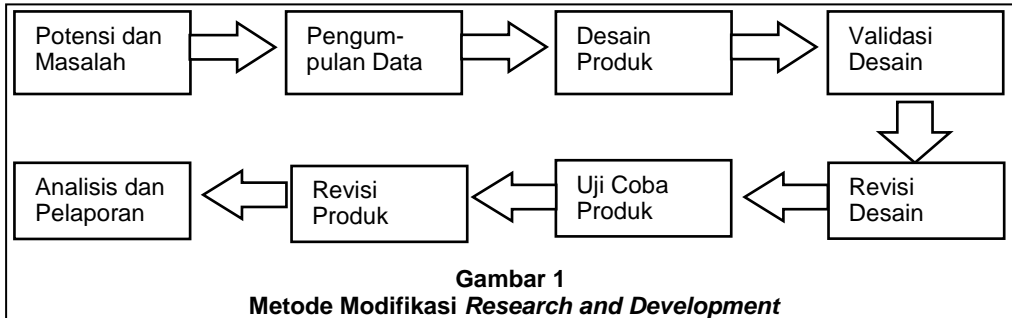 Potensi dan
Masalah
Pengum-
pulan Data
Desain
Produk
Validasi
Desain
Analisis dan
Pelaporan
Revisi
Produk
Uji Coba
Produk
Revisi
Desain
Gambar 1
Metode Modifikasi Research and Development